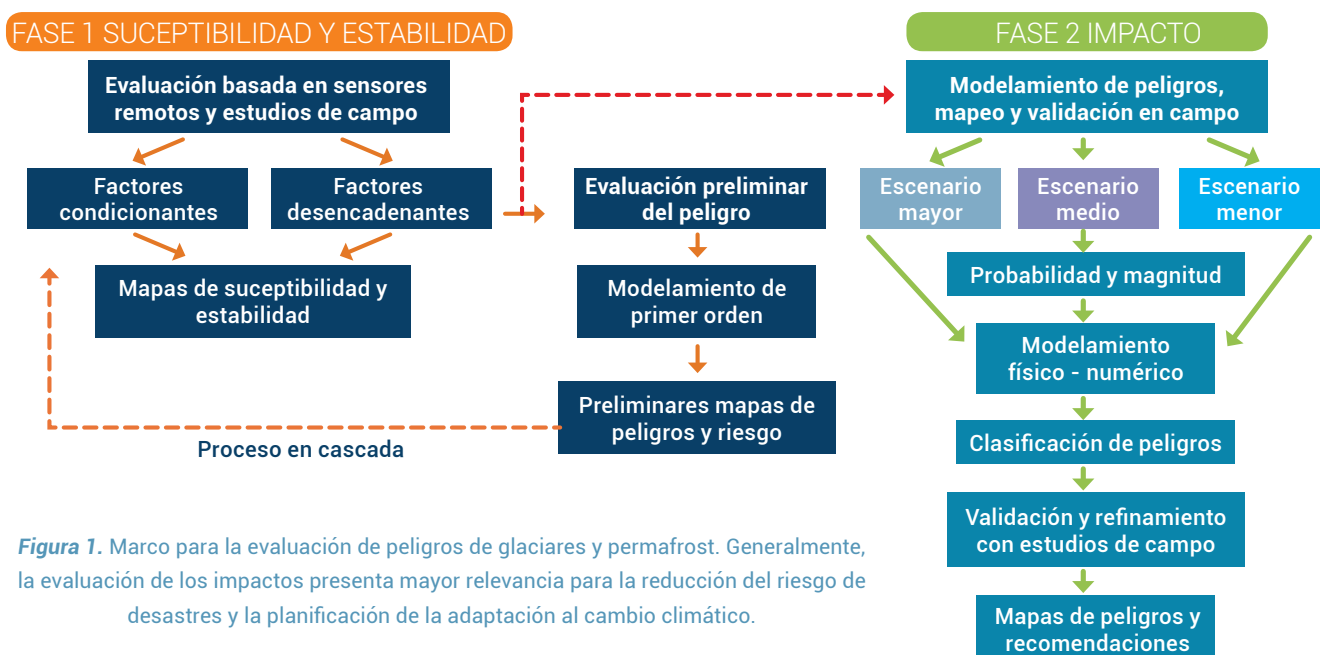 FASE 1 SUCEPTIBILIDAD Y ESTABILIDAD
Evaluación basada en sensores
remotos y estudios de campo
Factores
condicionantes
Factores
desencadenantes
Mapas de suceptibilidad y
estabilidad
Evaluación preliminar
del peligro
Modelamiento de
primer orden
Preliminares mapas de
peligros y riesgo
Proceso en cascada
FASE 2 IMPACTO
Modelamiento de peligros,
mapeo y validación en campo
Escenario
mayor
Escenario
medio
Escenario
menor
Probabilidad y magnitud
Modelamiento
físico - numérico
Clasificación de peligros
Validación y refinamiento
con estudios de campo
Mapas de peligros y
recomendaciones
Figura 1. Marco para la evaluación de peligros de glaciares y permafrost. Generalmente,
la evaluación de los impactos presenta mayor relevancia para la reducción del riesgo de
desastres y la planificación de la adaptación al cambio climático.